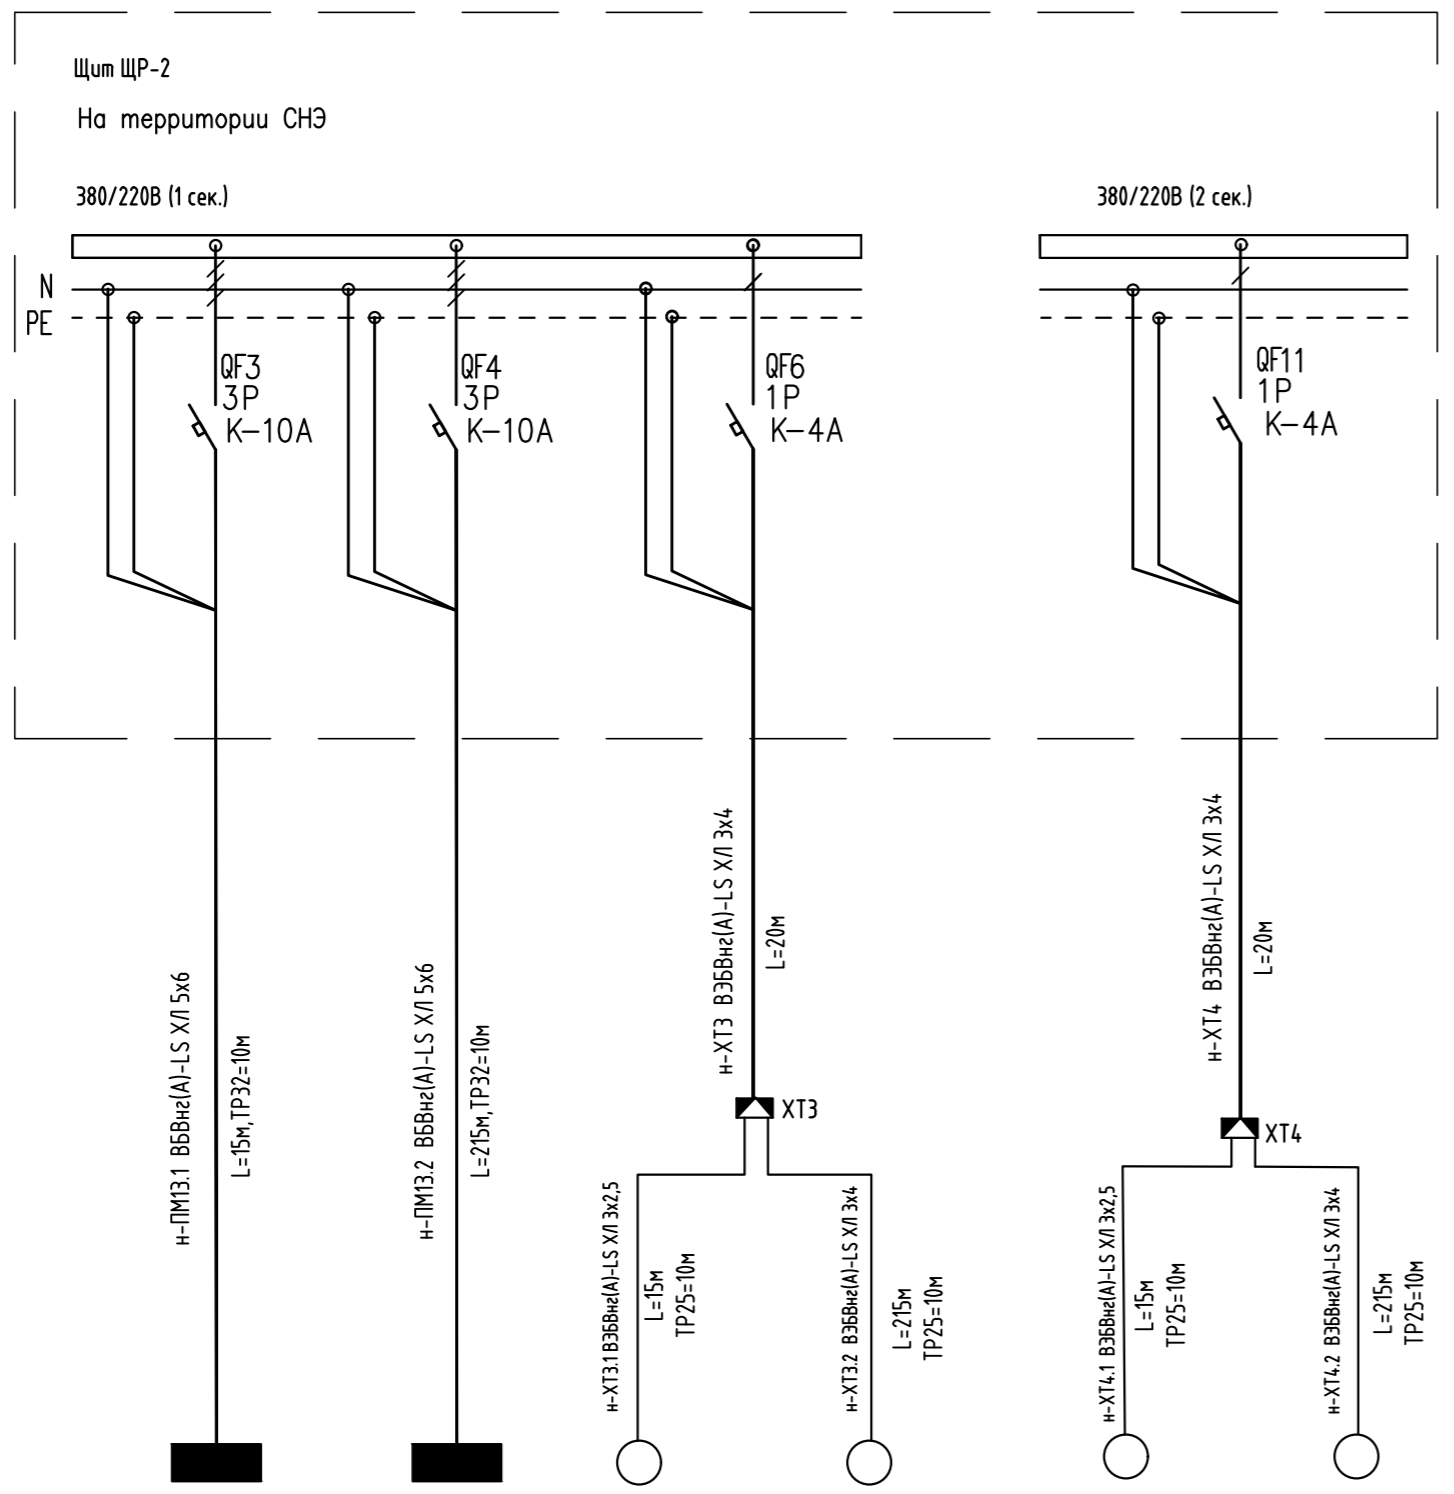 Щит ЩР-2
На территории СНЭ
380/220В (1 сек.)
380/220В (2 сек.)
N
PE
QF3
3P
K-10A
QF4
3P
K-10A
QF6
1P
K-4A
QF11
1P
K-4A
н-ПМ13.1 ВБВнг(А)-LS ХЛ 5х6
L=15м,ТР32=10м
н-ПМ13.2 ВБВнг(А)-LS ХЛ 5х6
L=215м,ТР32=10м
н-ХТ3 ВЭБВнг(А)-LS ХЛ 3х4
L=20м
ХТ3
н-ХТ3.1 ВЭБВнг(А)-LS ХЛ 3х2,5
L=15м
ТР25=10м
н-ХТ3.2 ВЭБВнг(А)-LS ХЛ 3х4
L=215м
ТР25=10м
н-ХТ4 ВЭБВнг(А)-LS ХЛ 3х4
L=20м
ХТ4
н-ХТ4.1 ВЭБВнг(А)-LS ХЛ 3х2,5
L=15м
ТР25=10м
н-ХТ4.2 ВЭБВнг(А)-LS ХЛ 3х4
L=215м
ТР25=10м